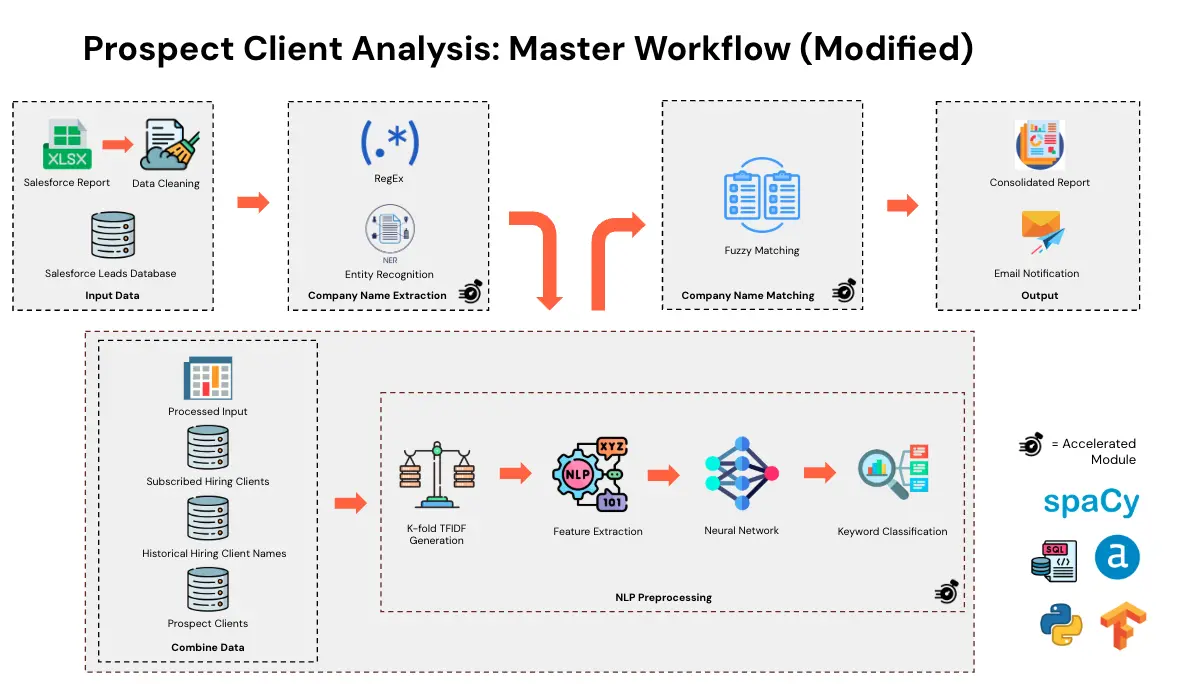 Prospect Client Analysis: Master Workflow (Modified)
XLSX
Salesforce Report
Data Cleaning
Salesforce Leads Database
Input Data
(.*)
RegEx
NER
Entity Recognition
Company Name Extraction
Fuzzy Matching
Company Name Matching
Consolidated Report
Email Notification
Output
Processed Input
Subscribed Hiring Clients
Historical Hiring Client Names
Prospect Clients
Combine Data
K-fold TFIDF
Generation
XYZ
NLP
101
Feature Extraction
Neural Network
Keyword Classification
NLP Preprocessing
= Accelerated
Module
spaCy
SQL
</>
a